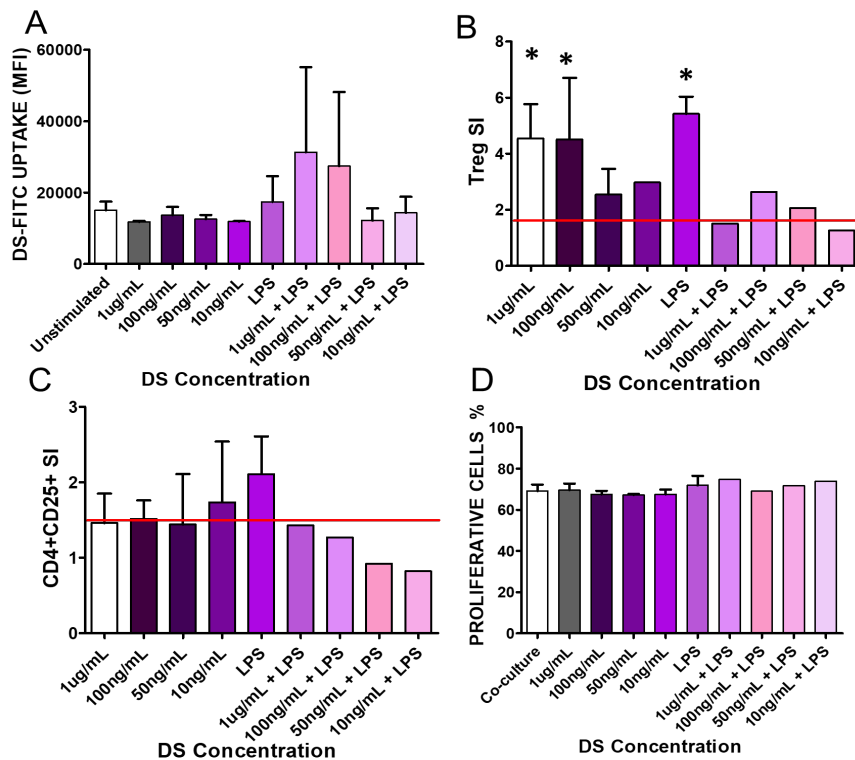 A
DS-FITC UPTAKE (MFI)
60000
40000
20000
0
Unstimulated
1ug/mL
100ng/mL
50ng/mL
10ng/mL
LPS
1ug/mL + LPS
100ng/mL + LPS
50ng/mL + LPS
10ng/mL + LPS
DS Concentration
B
Treg SI
8
6
4
2
0
*
*
*
1ug/mL
100ng/mL
50ng/mL
10ng/mL
LPS
1ug/mL + LPS
100ng/mL + LPS
50ng/mL + LPS
10ng/mL + LPS
DS Concentration
C
CD4+CD25+ SI
3
2
1
0
1ug/mL
100ng/mL
50ng/mL
10ng/mL
LPS
1ug/mL + LPS
100ng/mL + LPS
50ng/mL + LPS
10ng/mL + LPS
DS Concentration
D
PROLIFERATIVE CELLS %
100
80
60
40
20
0
Co-culture
1ug/mL
100ng/mL
50ng/mL
10ng/mL
LPS
1ug/mL + LPS
100ng/mL + LPS
50ng/mL + LPS
10ng/mL + LPS
DS Concentration